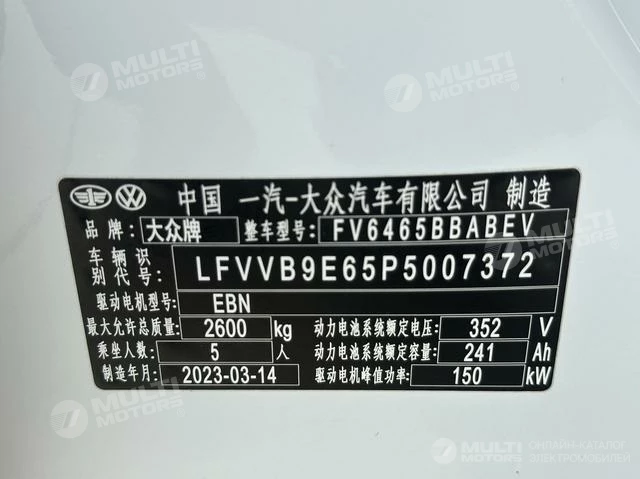 MULTI MOTORS
MULTI MOTORS
中国 一汽-大众汽车有限公司 制造
品 牌: 大众牌 整车型号: FV6465BBABEV
车 辆 识 别 代 号: LFVVB9E65P5007372
驱动电机型号: EBN
最大允许总质量: 2600 kg 动力电池系统额定电压: 352 V
乘坐人数: 5 人 动力电池系统额定容量: 241 Ah
制造年月: 2023-03-14 驱动电机峰值功率: 150 kW
MULTI MOTORS
MULTI MOTORS
ОНЛАЙН-КАТАЛОГ
ЭЛЕКТРОМОБИЛЕЙ